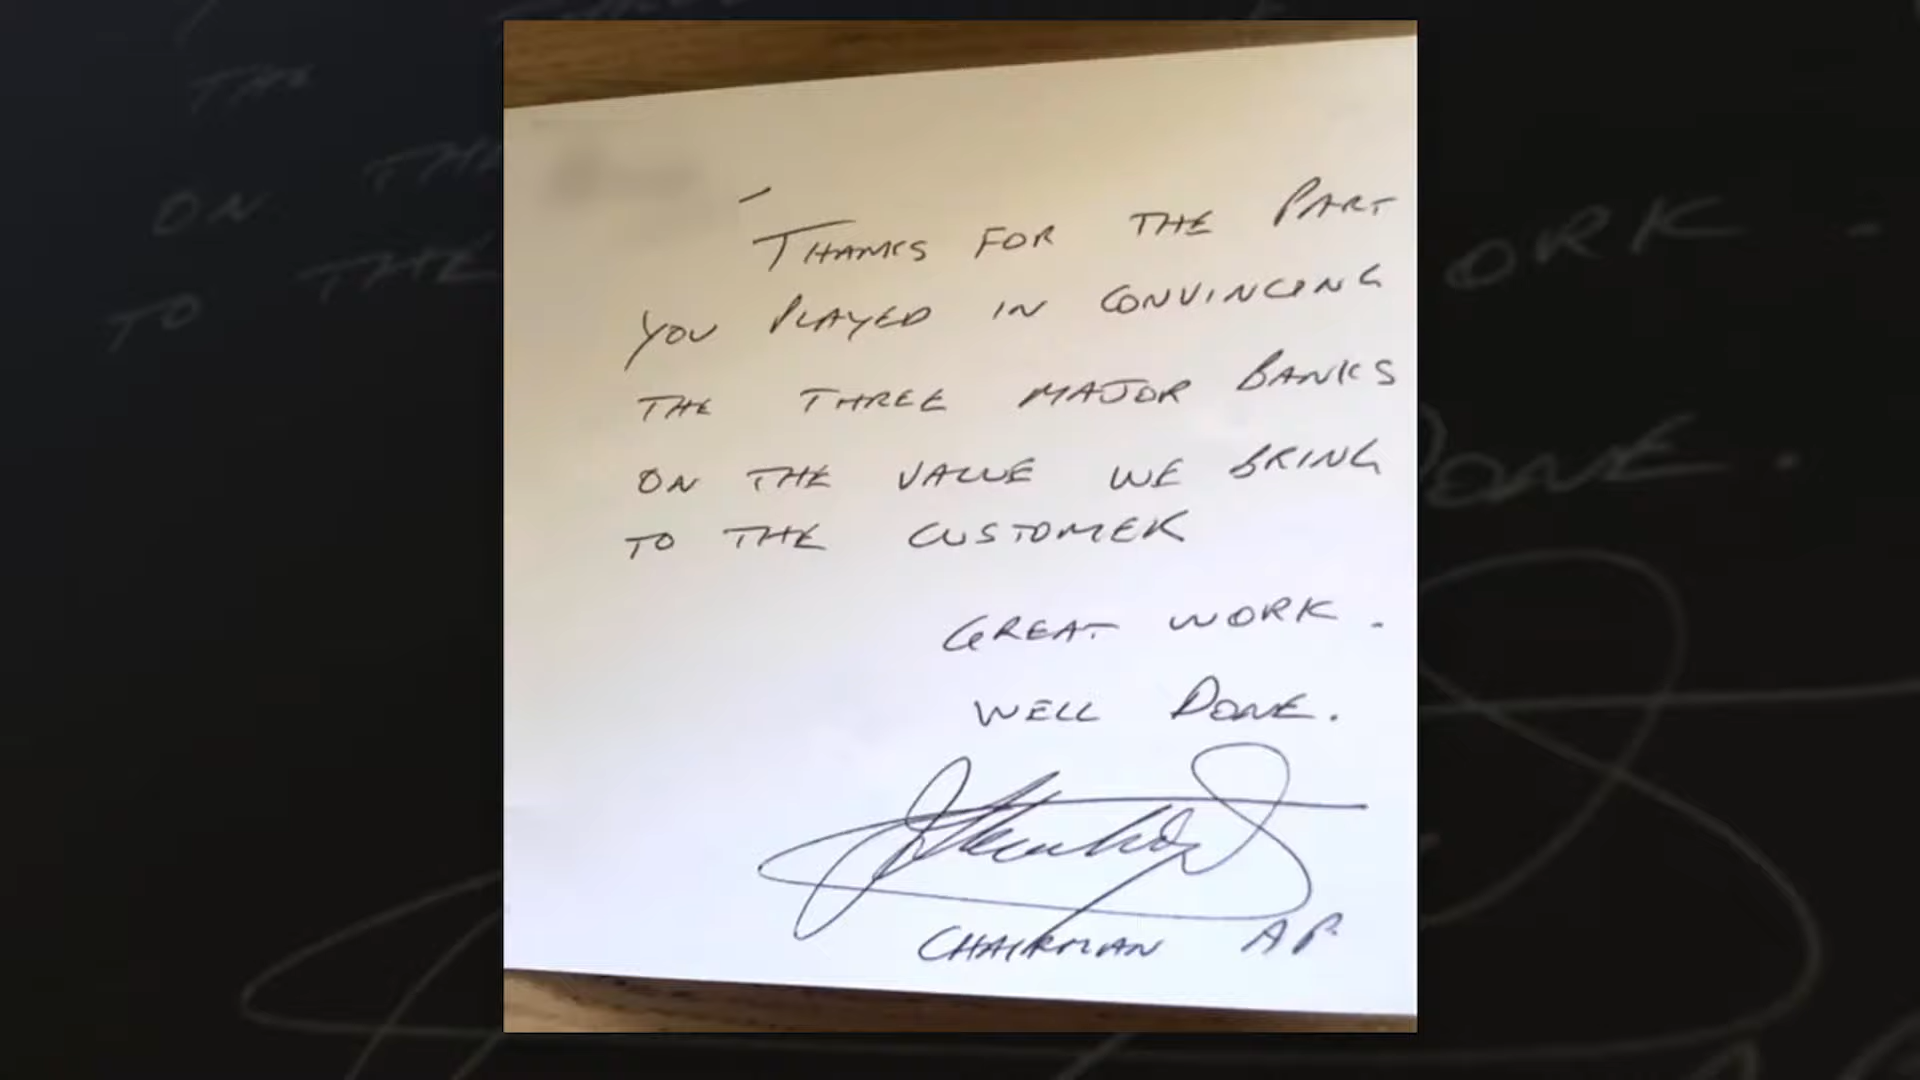 THANKS FOR THE PART
YOU PLAYED IN CONVINCING
THE THREE MAJOR BANKS
ON THE VALUE WE BRING
TO THE CUSTOMER
GREAT WORK.
WELL DONE.
CHAIRMAN AP